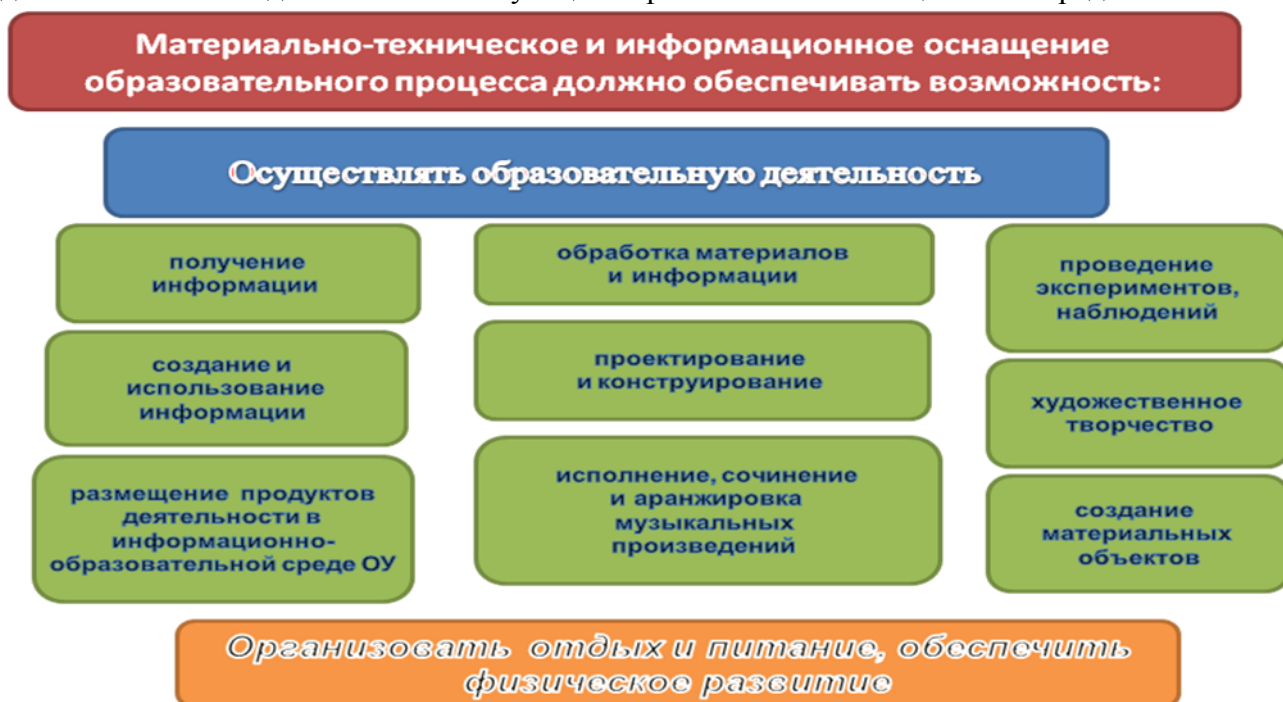 Материально-техническое и информационное оснащение
образовательного процесса должно обеспечивать возможность:
Осуществлять образовательную деятельность
получение
информации
создание и
использование
информации
размещение продуктов
деятельности в
информационно-
образовательной среде ОУ
обработка материалов
и информации
проектирование
и конструирование
исполнение, сочинение
и аранжировка
музыкальных
произведений
проведение
экспериментов,
наблюдений
художественное
творчество
создание
материальных
объектов
Организовать отдых и питание, обеспечить
физическое развитие